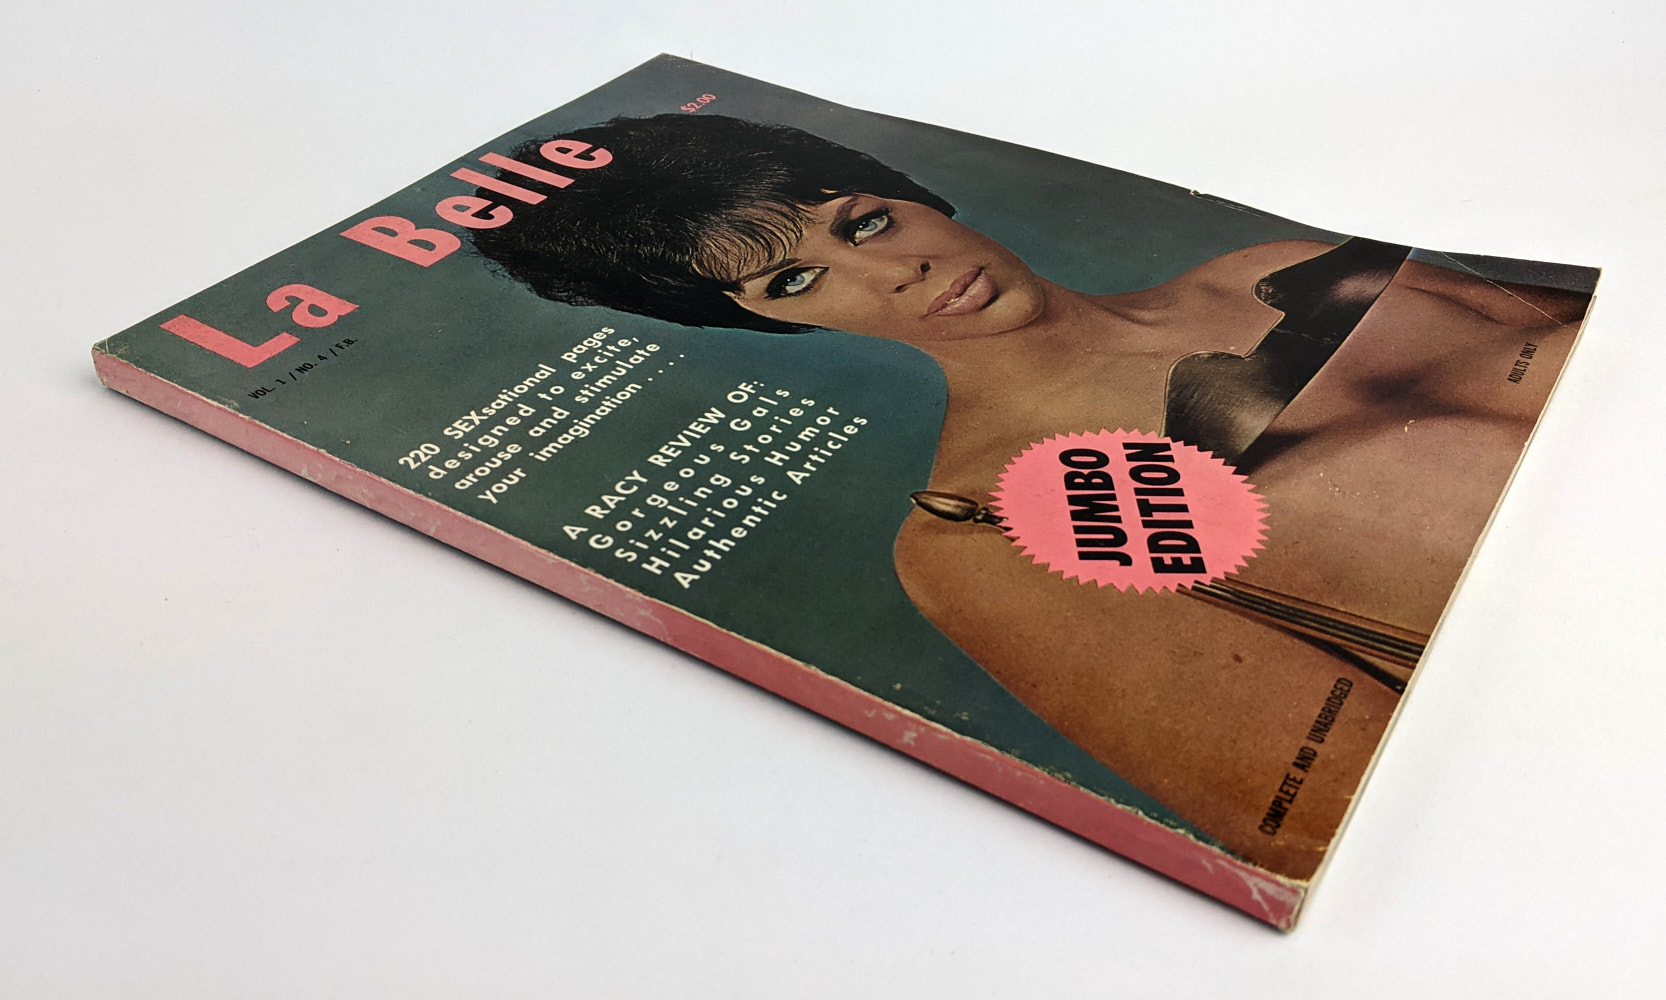 $2.00
La Belle
VOL. 1 / NO. 4 / F.B.
220 SEXsational pages
designed to excite,
arouse and stimulate
your imagination....
A RACY REVIEW OF:
Gorgeous Gals
Sizzling Stories
Hilarious Humor
Authentic Articles
JUMBO
EDITION
ADULTS ONLY
COMPLETE AND UNABRIDGED